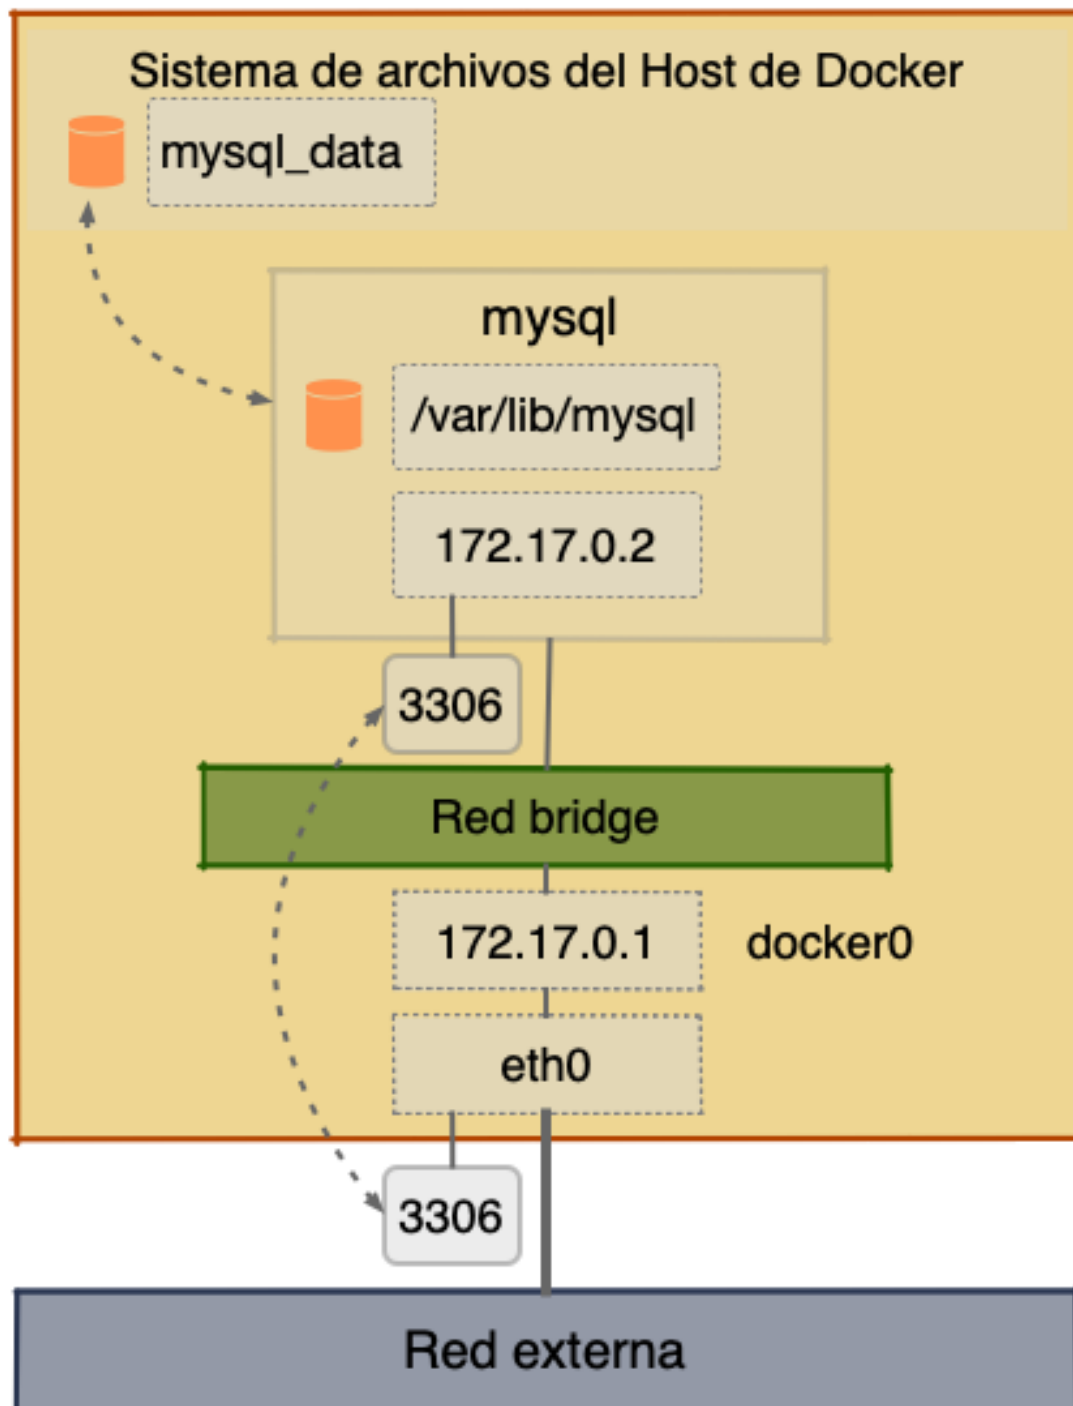 Sistema de archivos del Host de Docker
mysql_data
mysql
/var/lib/mysql
172.17.0.2
3306
Red bridge
172.17.0.1
docker0
eth0
3306
Red externa